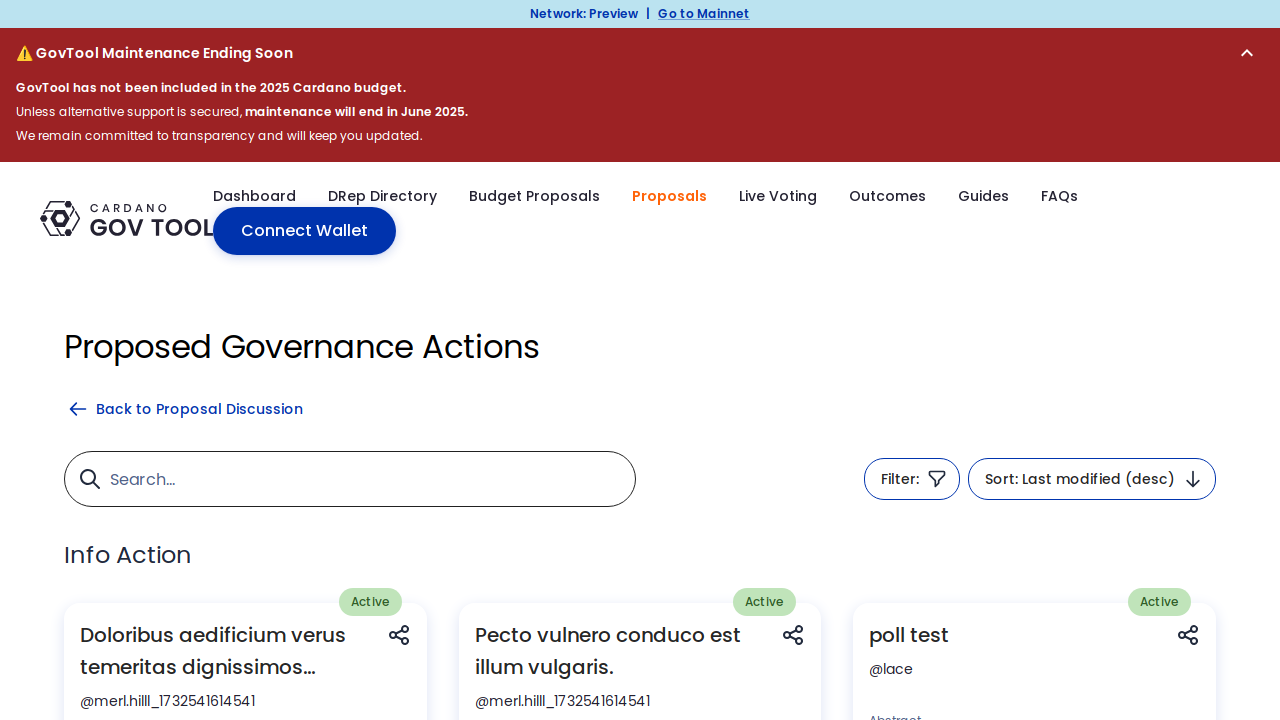 Network: Preview | Go to Mainnet
⚠️ GovTool Maintenance Ending Soon
GovTool has not been included in the 2025 Cardano budget.
Unless alternative support is secured, maintenance will end in June 2025.
We remain committed to transparency and will keep you updated.
CARDANO
GOV TOOL
Dashboard DRep Directory Budget Proposals Proposals Live Voting Outcomes Guides FAQs
Connect Wallet
Proposed Governance Actions
Back to Proposal Discussion
Search...
Filter: Sort: Last modified (desc)
Info Action
Active Active Active
Doloribus aedificium verus
temeritas dignissimos...
@merl.hilll_1732541614541
Pecto vulnero conduco est
illum vulgaris.
@merl.hilll_1732541614541
poll test
@lace
Abstract